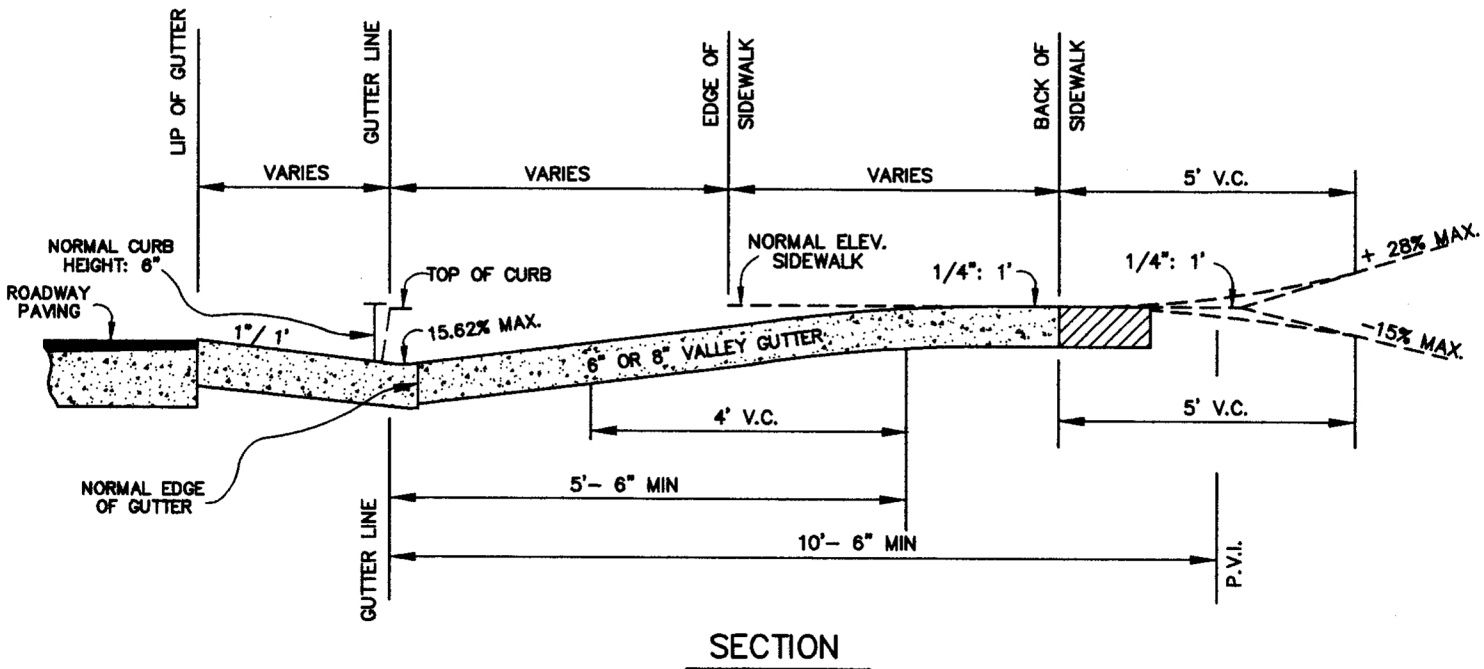 LIP OF GUTTER
GUTTER LINE
EDGE OF
SIDEWALK
BACK OF
SIDEWALK
VARIES
VARIES
VARIES
5' V.C.
NORMAL CURB
HEIGHT: 6"
ROADWAY
PAVING
1"/ 1'
TOP OF CURB
15.62% MAX.
NORMAL ELEV.
SIDEWALK
1/4": 1'
1/4": 1'
+ 28% MAX.
-15% MAX.
6" OR 8" VALLEY GUTTER
4' V.C.
5' V.C.
NORMAL EDGE
OF GUTTER
5'- 6" MIN
10'- 6" MIN
GUTTER LINE
P.V.I.
SECTION